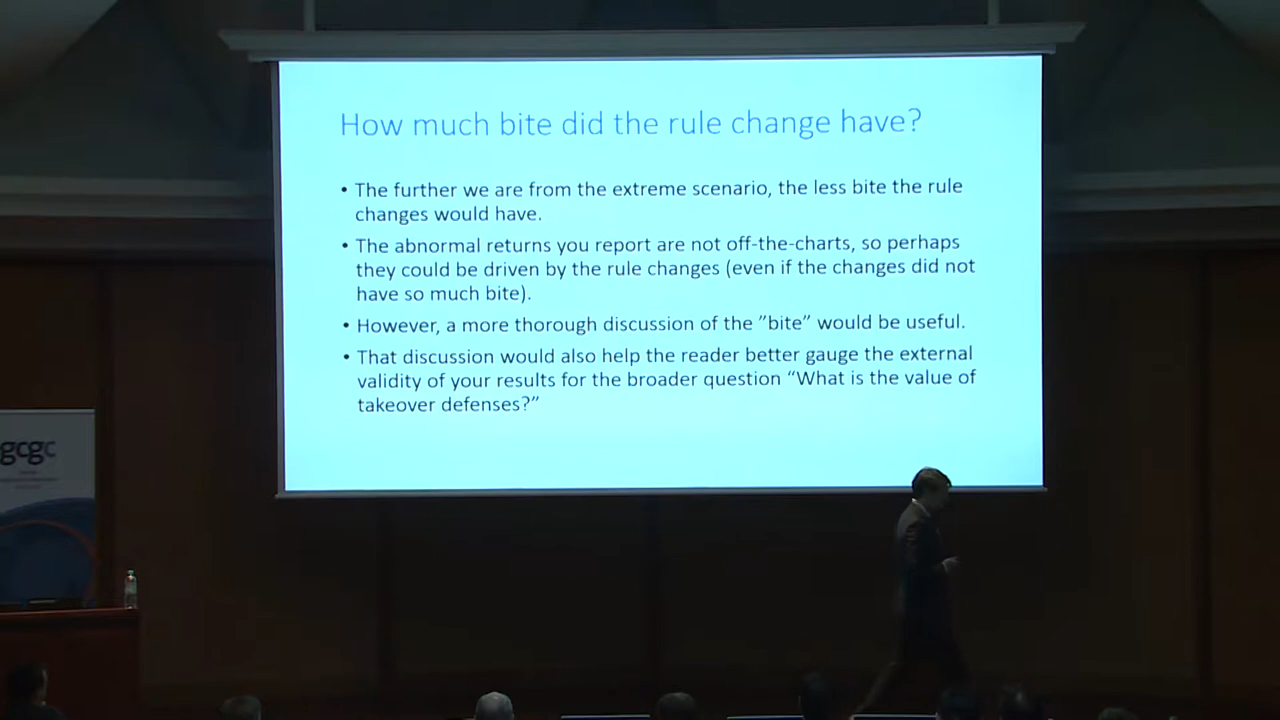 How much bite did the rule change have?
• The further we are from the extreme scenario, the less bite the rule
changes would have.
• The abnormal returns you report are not off-the-charts, so perhaps
they could be driven by the rule changes (even if the changes did not
have so much bite).
• However, a more thorough discussion of the ”bite” would be useful.
• That discussion would also help the reader better gauge the external
validity of your results for the broader question “What is the value of
takeover defenses?”
gcgc